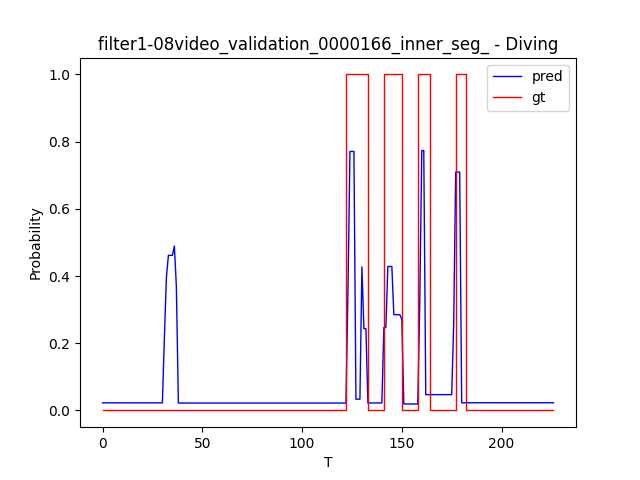 filter1-08video_validation_0000166_inner_seg_ - Diving
pred
gt
1.0
0.8
0.6
0.4
0.2
0.0
Probability
0
50
100
150
200
T